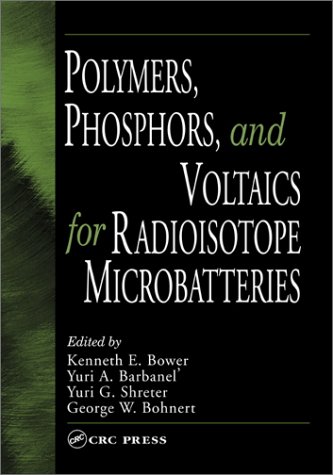 POLYMERS,
PHOSPHORS, and
VOLTAICS
for RADIOISOTOPE
MICROBATTERIES
Edited by
Kenneth E. Bower
Yuri A. Barbanel'
Yuri G. Shreter
George W. Bohnert
CRC
CRC PRESS